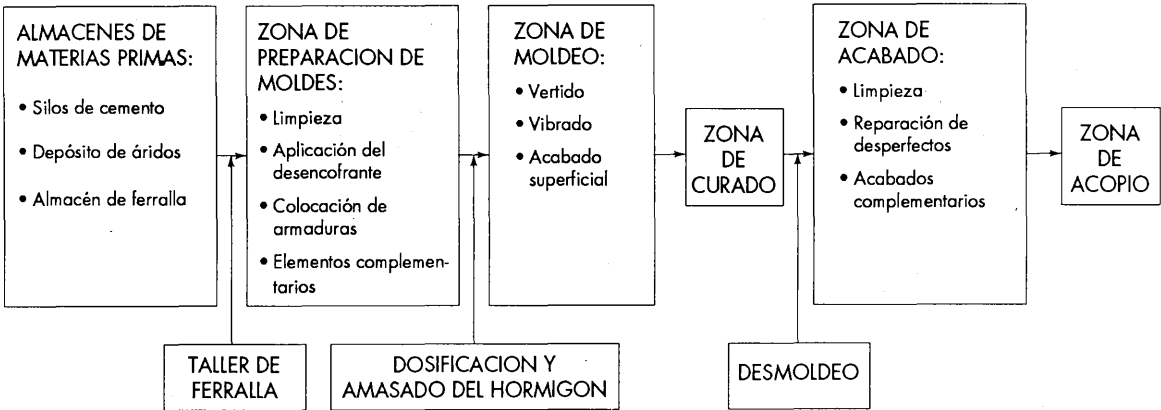 ALMACENES DE
MATERIAS PRIMAS:
• Silos de cemento
• Depósito de áridos
• Almacén de ferralla
ZONA DE
PREPARACION DE
MOLDES:
• Limpieza
• Aplicación del
desencofrante
• Colocación de
armaduras
• Elementos complemen-
tarios
ZONA DE
MOLDEO:
• Vertido
• Vibrado
• Acabado
superficial
ZONA
DE
CURADO
ZONA DE
ACABADO:
• Limpieza
• Reparación de
desperfectos
• Acabados
complementarios
ZONA
DE
ACOPIO
TALLER DE
FERRALLA
DOSIFICACION Y
AMASADO DEL HORMIGON
DESMOLDEO